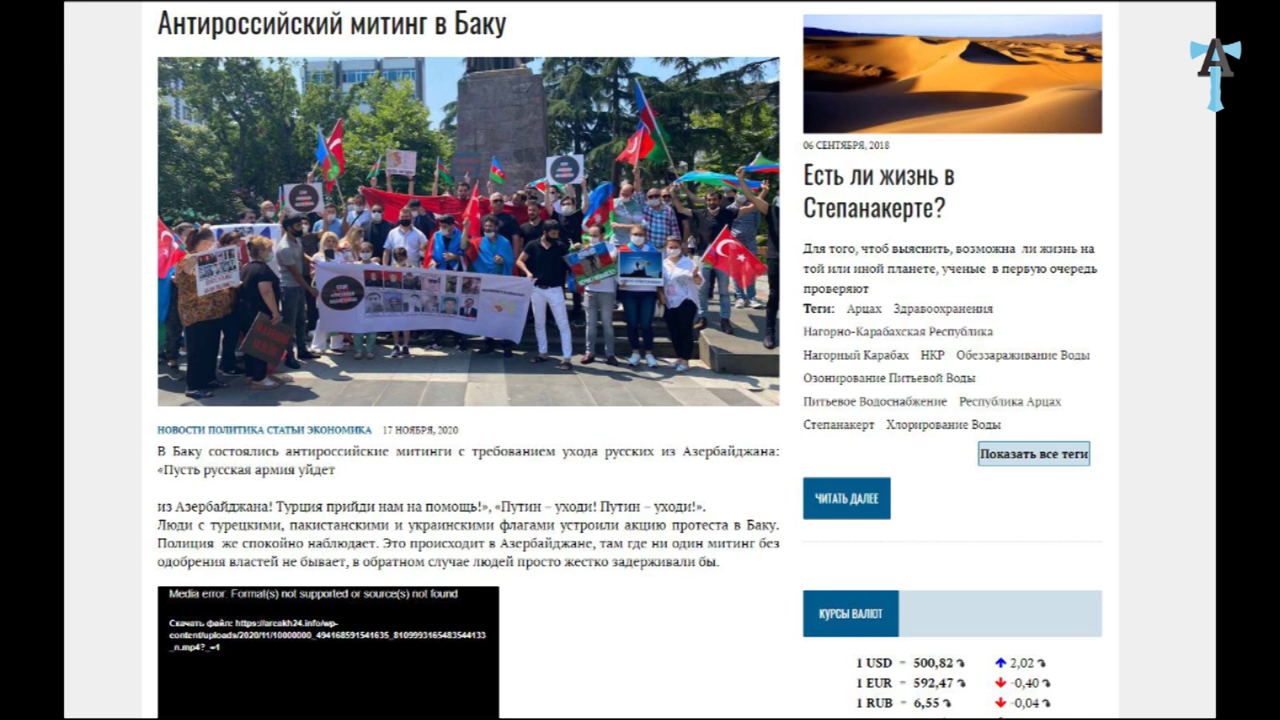 Антироссийский митинг в Баку
НОВОСТИ ПОЛИТИКА СТАТЬИ ЭКОНОМИКА 17 НОЯБРЯ, 2020
В Баку состоялись антироссийские митинги с требованием ухода русских из Азербайджана:
«Пусть русская армия уйдет
из Азербайджана! Турция прийди нам на помощь!», «Путин – уходи! Путин – уходи!».
Люди с турецкими, пакистанскими и украинскими флагами устроили акцию протеста в Баку.
Полиция же спокойно наблюдает. Это происходит в Азербайджане, там где ни один митинг без
одобрения властей не бывает, в обратном случае людей просто жестко задерживали бы.
Media error: Format(s) not supported or source(s) not found
Скачать файл: https://arcakh24.info/wp-
content/uploads/2020/11/10000000_494168591541635_8109993165483544133
_n.mp4?_=1
06 СЕНТЯБРЯ, 2018
Есть ли жизнь в
Степанакерте?
Для того, чтоб выяснить, возможна ли жизнь на
той или иной планете, ученые в первую очередь
проверяют
Теги: Арцах Здравоохранения
Нагорно-Карабахская Республика
Нагорный Карабах НКР Обеззараживание Воды
Озонирование Питьевой Воды
Питьевое Водоснабжение Республика Арцах
Степанакерт Хлорирование Воды
Показать все теги
ЧИТАТЬ ДАЛЕЕ
КУРСЫ ВАЛЮТ
1 USD = 500,82 2,02
1 EUR = 592,47 -0,40
1 RUB = 6,55 -0,04